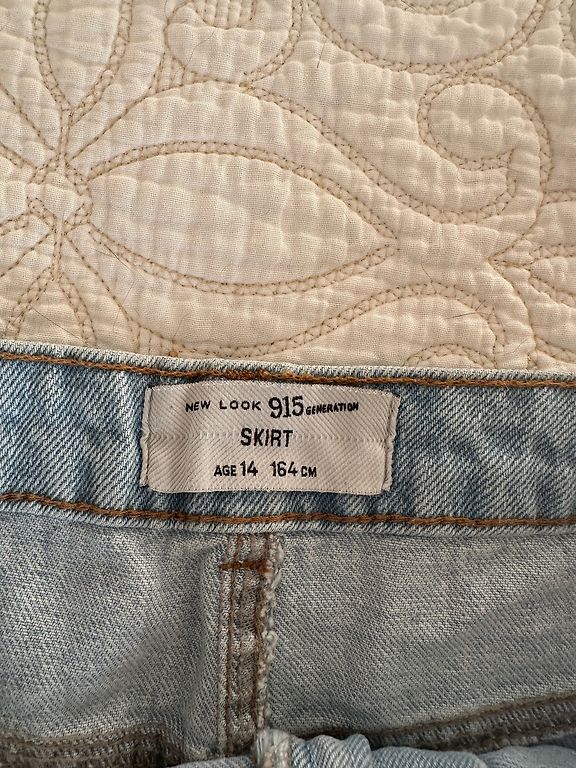 NEW LOOK 915 GENERATION
SKIRT
AGE 14 164 CM